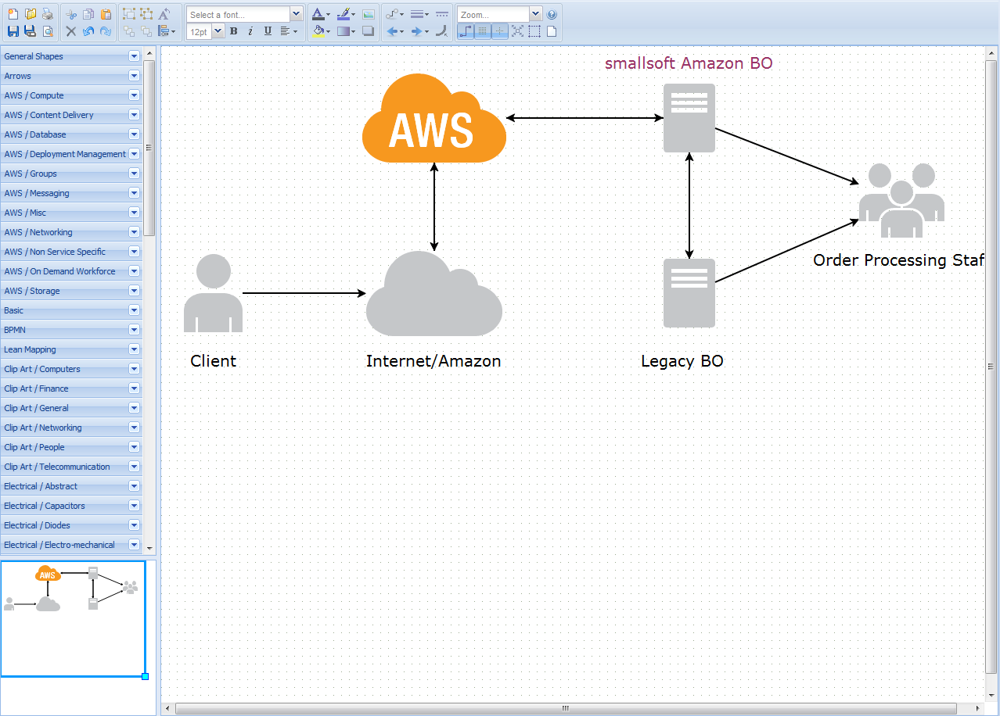 Select a font...
Zoom...
12pt
B
i
U
General Shapes
Arrows
AWS / Compute
AWS / Content Delivery
AWS / Database
AWS / Deployment Management
AWS / Groups
AWS / Messaging
AWS / Misc
AWS / Networking
AWS / Non Service Specific
AWS / On Demand Workforce
AWS / Storage
Basic
BPMN
Lean Mapping
Clip Art / Computers
Clip Art / Finance
Clip Art / General
Clip Art / Networking
Clip Art / People
Clip Art / Telecommunication
Electrical / Abstract
Electrical / Capacitors
Electrical / Diodes
Electrical / Electro-mechanical
smallsoft Amazon BO
AWS
Order Processing Staf
Client
Internet/Amazon
Legacy BO
AWS